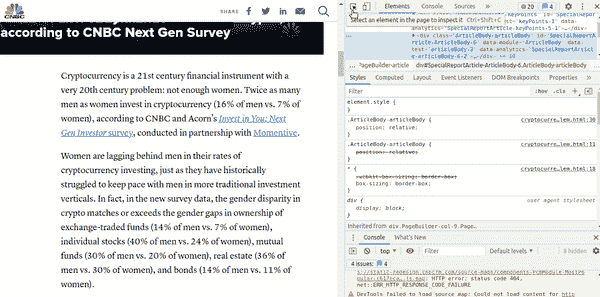 CNBC
SHARE
according to CNBC Next Gen Survey
Cryptocurrency is a 21st century financial instrument with a
very 20th century problem: not enough women. Twice as many
men as women invest in cryptocurrency (16% of men vs. 7% of
women), according to CNBC and Acorn's Invest in You: Next
Gen Investor survey, conducted in partnership with Momentive.
Women are lagging behind men in their rates of
cryptocurrency investing, just as they have historically
struggled to keep pace with men in more traditional investment
verticals. In fact, in the new survey data, the gender disparity in
crypto matches or exceeds the gender gaps in ownership of
exchange-traded funds (14% of men vs. 7% of women),
individual stocks (40% of men vs. 24% of women), mutual
funds (30% of men vs. 20% of women), real estate (36% of
men vs. 30% of women), and bonds (14% of men vs. 11% of
women).
Elements
20
4
Select an element in the page to inspect it Ctrl+Shift+C
PageBuilder-article
div#SpecialReportArticle-ArticleBody-6.ArticleBody-articleBody
Styles
Computed
Layout
Event Listeners
DOM Breakpoints
Properties
Filter
:hov
.cls
element.style {
}
.ArticleBody-articleBody {
cryptocurre…lem.html:30
position: relative;
}
.ArticleBody-articleBody {
cryptocurre…lem.html:31
position: relative;
}
* {
cryptocurre…lem.html:18
-webkit-box-sizing: border-box;
box-sizing: border-box;
}
div {
user agent stylesheet
display: block;
}
Inherited from div.PageBuilder-col-9.Page…
Console
What's New
top
Filter
Default levels
8 hidden
4 Issues:
4
HTTP error: status code 404,
net::ERR_HTTP_RESPONSE_CODE_FAILURE
DevTools failed to load source map: Could not load content for